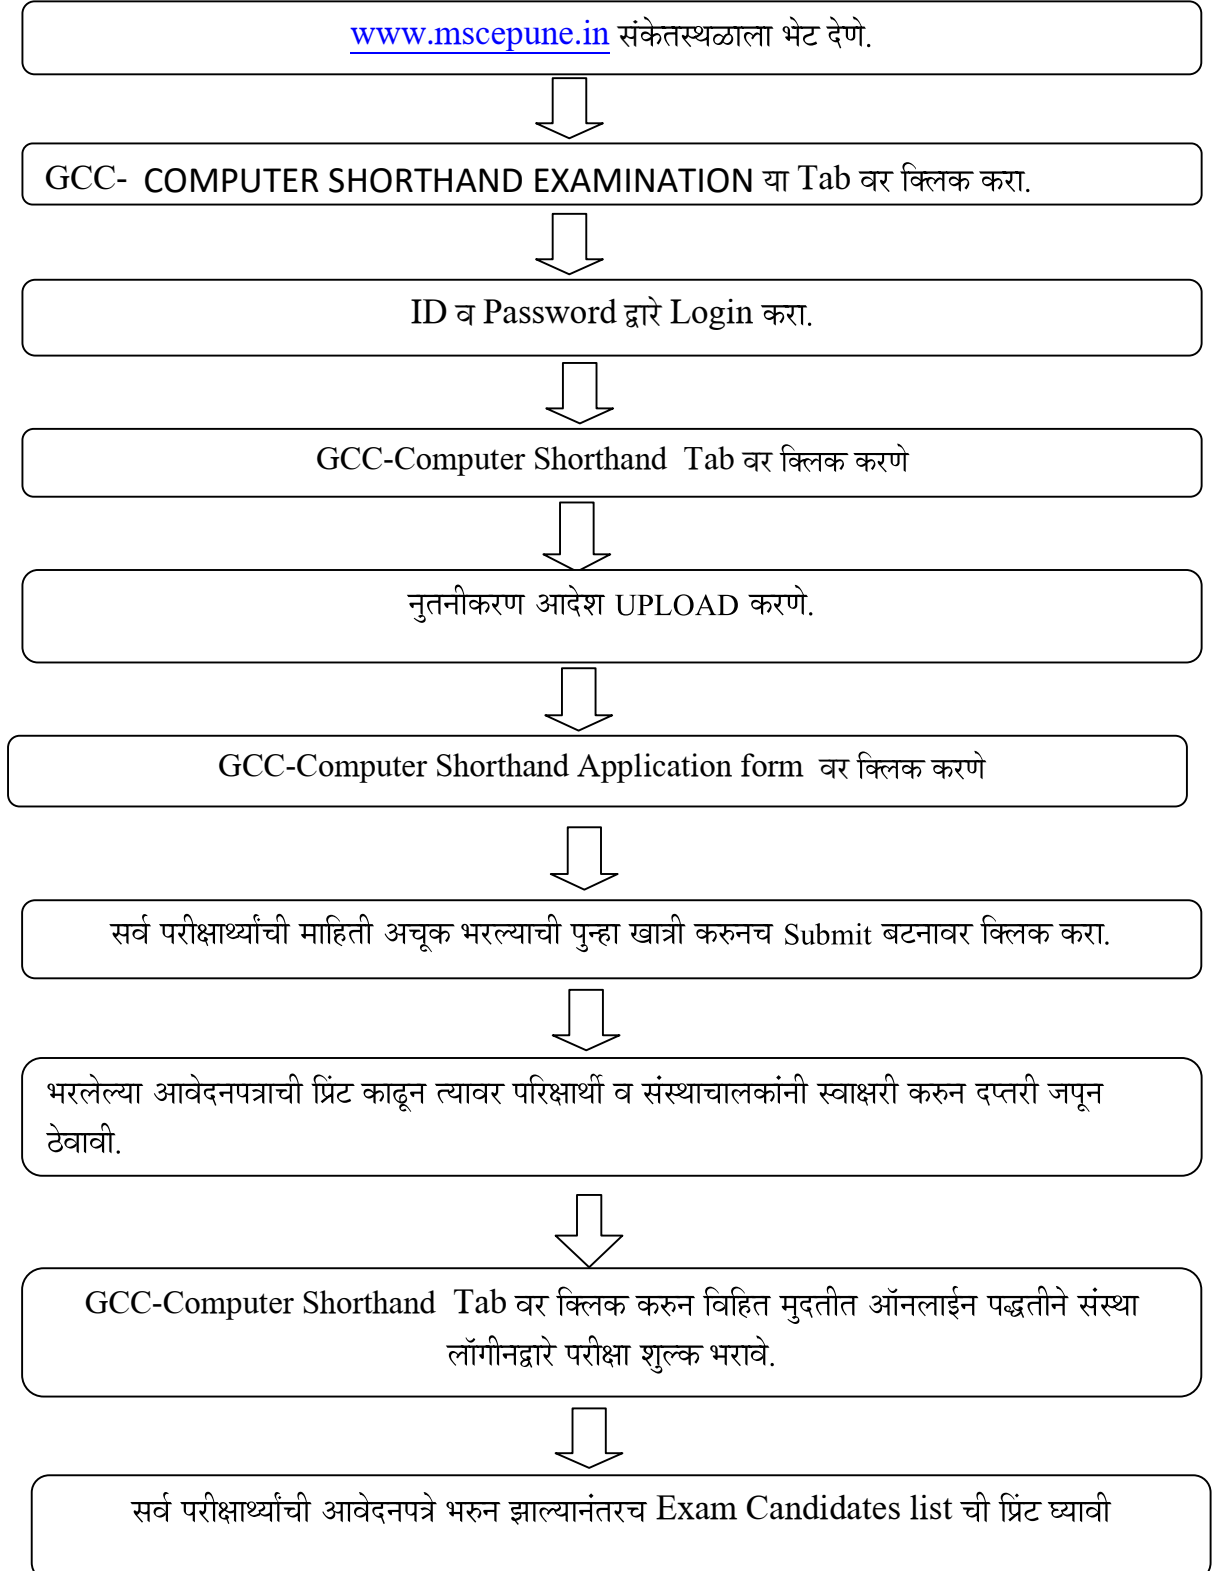 www.mscepune.in संकेतस्थळाला भेट देणे.
GCC- COMPUTER SHORTHAND EXAMINATION या Tab वर क्लिक करा.
ID व Password द्वारे Login करा.
GCC-Computer Shorthand Tab वर क्लिक करणे
नुतनीकरण आदेश UPLOAD करणे.
GCC-Computer Shorthand Application form वर क्लिक करणे
सर्व परीक्षार्थ्यांची माहिती अचूक भरल्याची पुन्हा खात्री करुनच Submit बटनावर क्लिक करा.
भरलेल्या आवेदनपत्राची प्रिंट काढून त्यावर परिक्षार्थी व संस्थाचालकांनी स्वाक्षरी करुन दप्तरी जपून
ठेवावी.
GCC-Computer Shorthand Tab वर क्लिक करुन विहित मुदतीत ऑनलाईन पद्धतीने संस्था
लॉगीनद्वारे परीक्षा शुल्क भरावे.
सर्व परीक्षार्थ्यांची आवेदनपत्रे भरुन झाल्यानंतरच Exam Candidates list ची प्रिंट घ्यावी